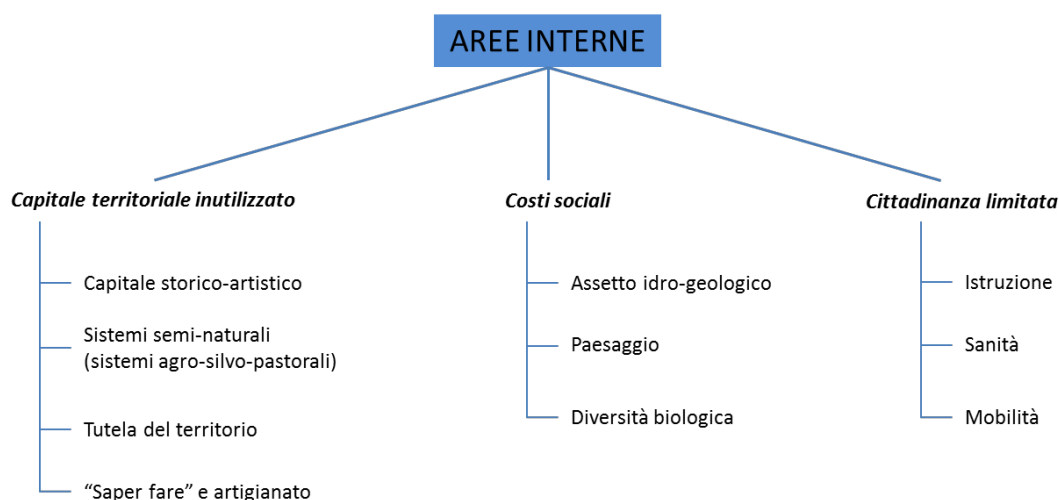 AREE INTERNE
Capitale territoriale inutilizzato
Capitale storico-artistico
Sistemi semi-naturali
(sistemi agro-silvo-pastorali)
Tutela del territorio
“Saper fare” e artigianato
Costi sociali
Assetto idro-geologico
Paesaggio
Diversità biologica
Cittadinanza limitata
Istruzione
Sanità
Mobilità